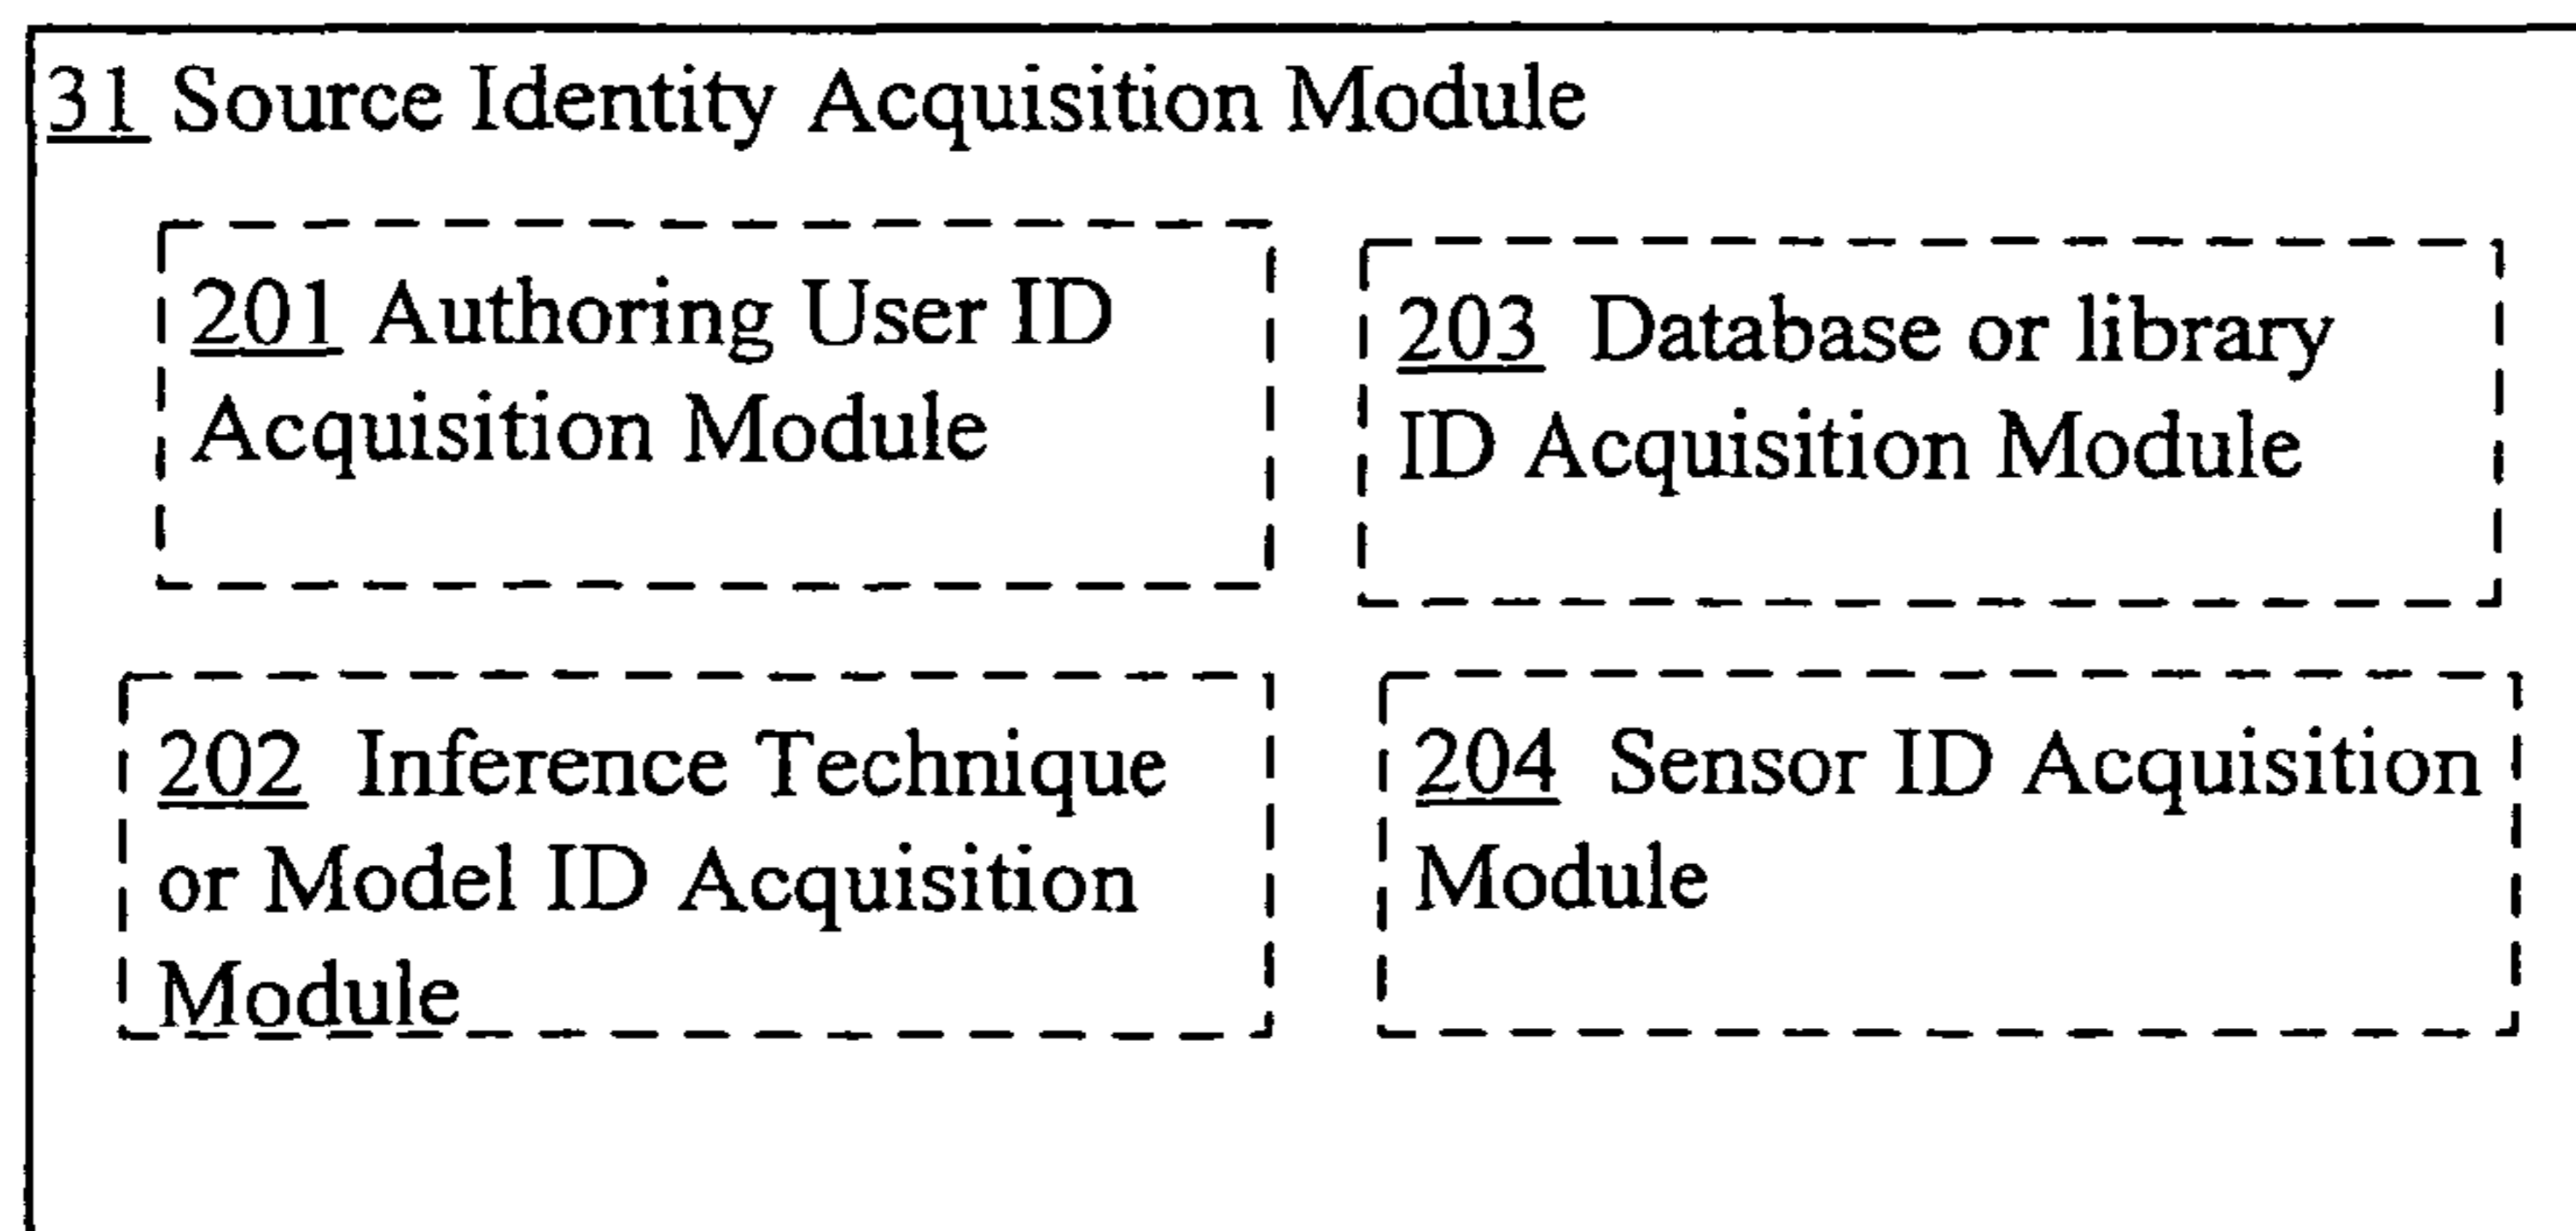 31 Source Identity Acquisition Module
201 Authoring User ID
Acquisition Module
203 Database or library
ID Acquisition Module
202 Inference Technique
or Model ID Acquisition
Module
204 Sensor ID Acquisition
Module